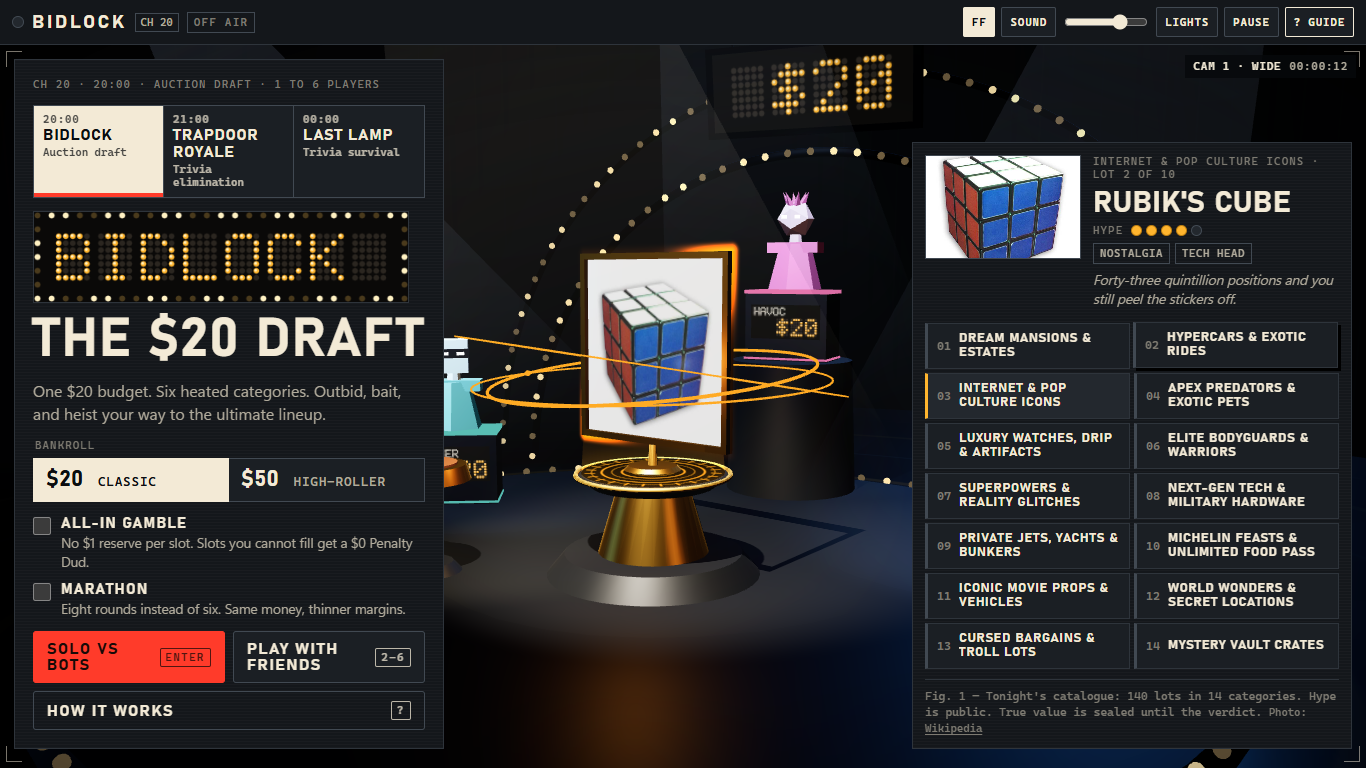 BIDLOCK CH 20 OFF AIR
FF SOUND LIGHTS PAUSE ? GUIDE
CH 20 · 20:00 · AUCTION DRAFT · 1 TO 6 PLAYERS
20:00
BIDLOCK
Auction draft
21:00
TRAPDOOR
ROYALE
Trivia
elimination
00:00
LAST LAMP
Trivia survival
BIDLOCK
THE $20 DRAFT
One $20 budget. Six heated categories. Outbid, bait,
and heist your way to the ultimate lineup.
BANKROLL
$20 CLASSIC
$50 HIGH-ROLLER
ALL-IN GAMBLE
No $1 reserve per slot. Slots you cannot fill get a $0 Penalty
Dud.
MARATHON
Eight rounds instead of six. Same money, thinner margins.
SOLO VS
BOTS
ENTER
PLAY WITH
FRIENDS
2–6
HOW IT WORKS ?
$20
HAVOC
$20
CAM 1 · WIDE 00:00:12
INTERNET & POP CULTURE ICONS ·
LOT 2 OF 10
RUBIK'S CUBE
HYPE
NOSTALGIA TECH HEAD
Forty-three quintillion positions and you
still peel the stickers off.
01 DREAM MANSIONS &
ESTATES
02 HYPERCARS & EXOTIC
RIDES
03 INTERNET & POP
CULTURE ICONS
04 APEX PREDATORS &
EXOTIC PETS
05 LUXURY WATCHES, DRIP
& ARTIFACTS
06 ELITE BODYGUARDS &
WARRIORS
07 SUPERPOWERS &
REALITY GLITCHES
08 NEXT-GEN TECH &
MILITARY HARDWARE
09 PRIVATE JETS, YACHTS &
BUNKERS
10 MICHELIN FEASTS &
UNLIMITED FOOD PASS
11 ICONIC MOVIE PROPS &
VEHICLES
12 WORLD WONDERS &
SECRET LOCATIONS
13 CURSED BARGAINS &
TROLL LOTS
14 MYSTERY VAULT CRATES
Fig. 1 — Tonight's catalogue: 140 lots in 14 categories. Hype
is public. True value is sealed until the verdict. Photo:
Wikipedia